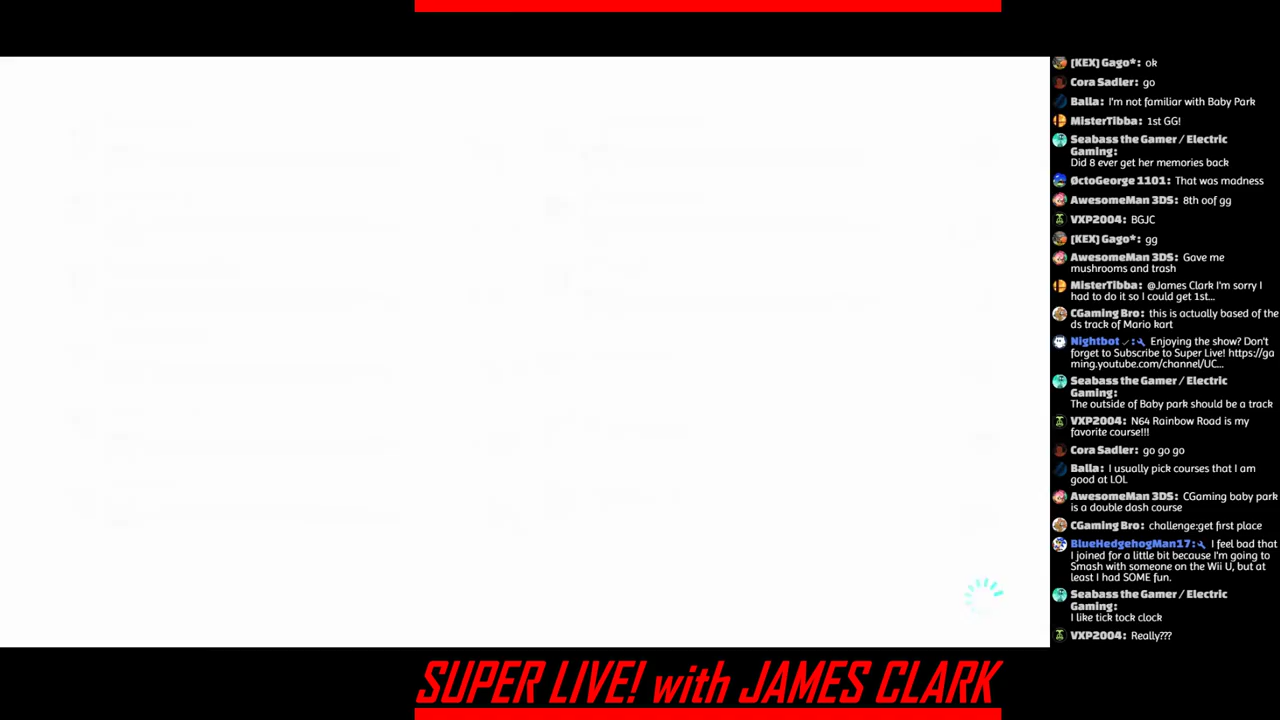 [KEX] Gago*: ok
Cora Sadler: go
Balla: I'm not familiar with Baby Park
MisterTibba: 1st GG!
Seabass the Gamer / Electric
Gaming:
Did 8 ever get her memories back
ØctoGeorge 1101: That was madness
AwesomeMan 3DS: 8th oof gg
VXP2004: BGJC
[KEX] Gago*: gg
AwesomeMan 3DS: Gave me
mushrooms and trash
MisterTibba: @James Clark I'm sorry I
had to do it so I could get 1st...
CGaming Bro: this is actually based of the
ds track of Mario kart
Nightbot ✓:🔧 Enjoying the show? Don't
forget to Subscribe to Super Live! https://ga
ming.youtube.com/channel/UC...
Seabass the Gamer / Electric
Gaming:
The outside of Baby park should be a track
VXP2004: N64 Rainbow Road is my
favorite course!!!
Cora Sadler: go go go
Balla: I usually pick courses that I am
good at LOL
AwesomeMan 3DS: CGaming baby park
is a double dash course
CGaming Bro: challenge:get first place
BlueHedgehogMan17:🔧 I feel bad that
I joined for a little bit because I'm going to
Smash with someone on the Wii U, but at
least I had SOME fun.
Seabass the Gamer / Electric
Gaming:
I like tick tock clock
VXP2004: Really???
SUPER LIVE! with JAMES CLARK